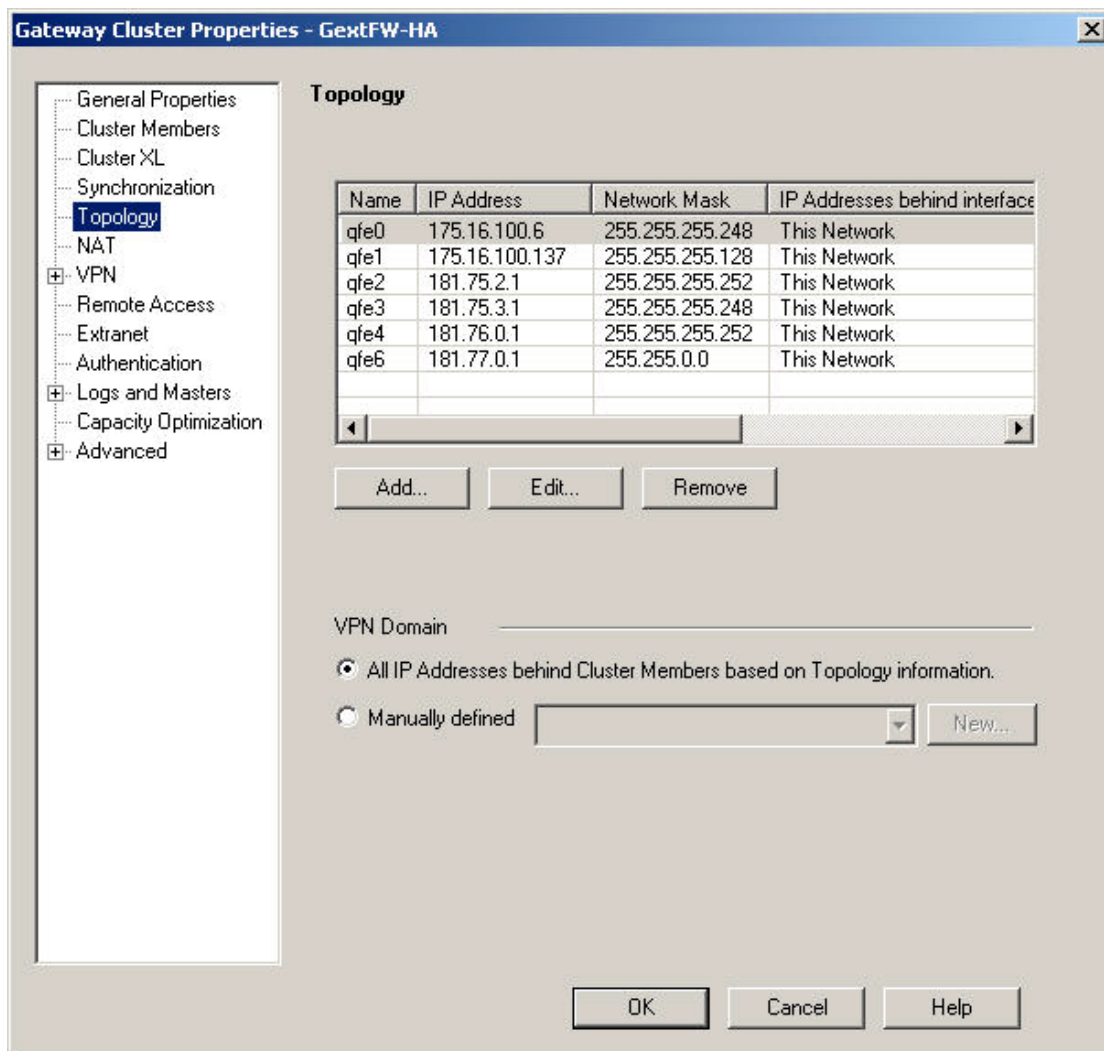 Gateway Cluster Properties - GextFW-HA
General Properties
Cluster Members
Cluster XL
Synchronization
Topology
NAT
VPN
Remote Access
Extranet
Authentication
Logs and Masters
Capacity Optimization
Advanced
Topology
Name IP Address Network Mask IP Addresses behind interface
qfe0 175.16.100.6 255.255.255.248 This Network
qfe1 175.16.100.137 255.255.255.128 This Network
qfe2 181.75.2.1 255.255.255.252 This Network
qfe3 181.75.3.1 255.255.255.248 This Network
qfe4 181.76.0.1 255.255.255.252 This Network
qfe6 181.77.0.1 255.255.0.0 This Network
Add... Edit... Remove
VPN Domain
All IP Addresses behind Cluster Members based on Topology information.
Manually defined New...
OK Cancel Help